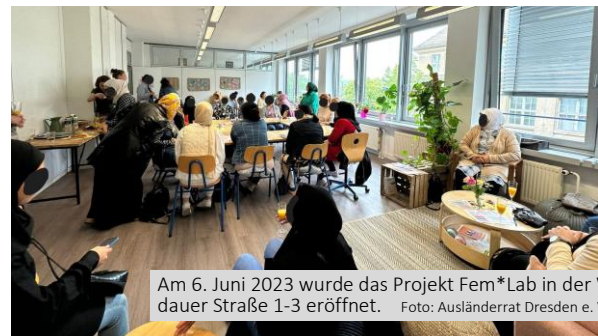 Am 6. Juni 2023 wurde das Projekt Fem*Lab in der
dauer Straße 1-3 eröffnet. Foto: Ausländerrat Dresden e.